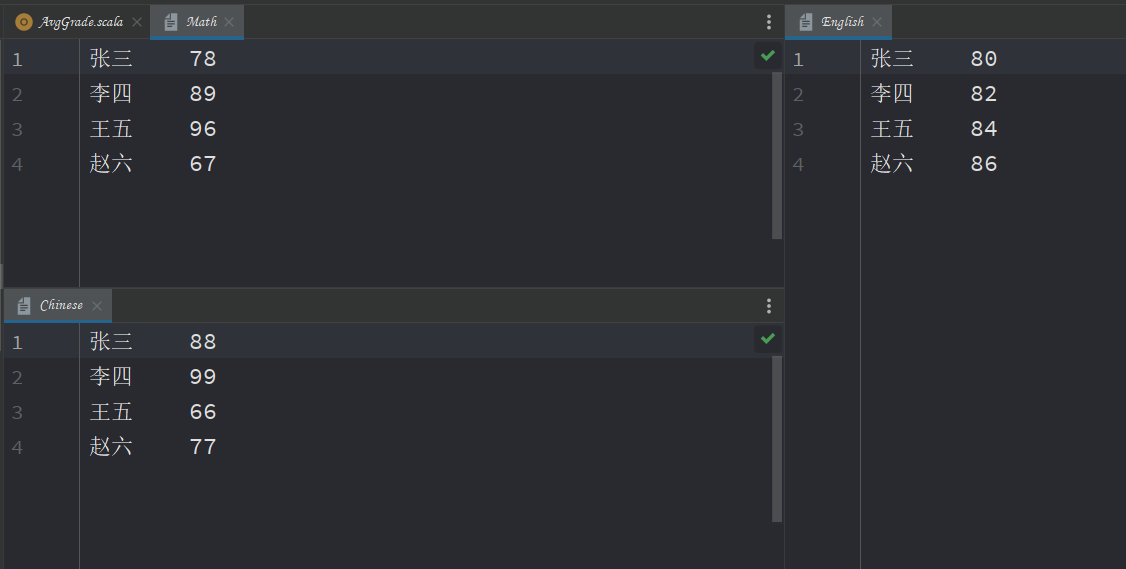 AvgGrade.scala Math
1 张三 78
2 李四 89
3 王五 96
4 赵六 67
English
1 张三 80
2 李四 82
3 王五 84
4 赵六 86
Chinese
1 张三 88
2 李四 99
3 王五 66
4 赵六 77